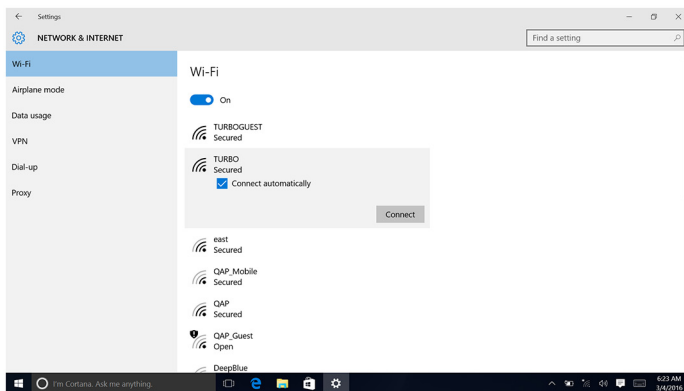 Settings
NETWORK & INTERNET
Find a setting
Wi-Fi
Airplane mode
Data usage
VPN
Dial-up
Proxy
Wi-Fi
On
TURBOGUEST
Secured
TURBO
Secured
Connect automatically
Connect
east
Secured
QAP_Mobile
Secured
QAP
Secured
QAP_Guest
Open
DeepBlue
I'm Cortana. Ask me anything.
6:23 AM
3/4/2016